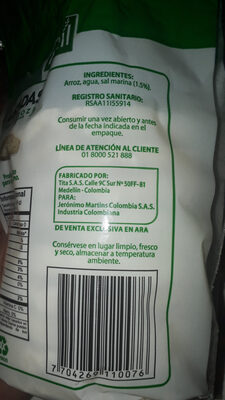 INGREDIENTES:
Arroz, agua, sal marina (1.5%).
REGISTRO SANITARIO:
RSAA11I55914
Consumir una vez abierto y antes
de la fecha indicada en el
empaque.
LÍNEA DE ATENCIÓN AL CLIENTE
01 8000 521 888
FABRICADO POR:
Tita S.A.S. Calle 9C Sur Nº 50FF-81
Medellín - Colombia
PARA:
Jerónimo Martins Colombia S.A.S.
Industria Colombiana
DE VENTA EXCLUSIVA EN ARA
Consérvese en lugar limpio, fresco
y seco, almacenar a temperatura
ambiente.
7 704269 110076